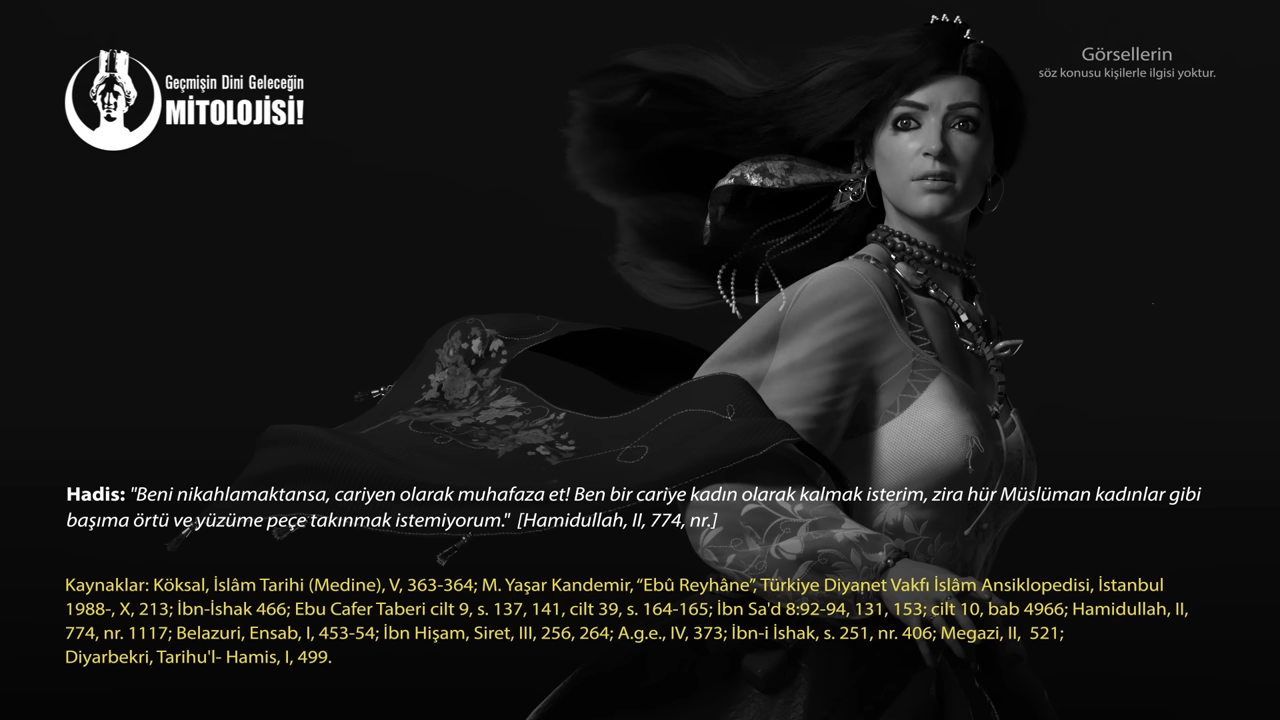 Geçmişin Dini Geleceğin
MİTOLOJİSİ!
Görsellerin
söz konusu kişilerle ilgisi yoktur.
Hadis: "Beni nikahlamaktansa, cariyen olarak muhafaza et! Ben bir cariye kadın olarak kalmak isterim, zira hür Müslüman kadınlar gibi
başıma örtü ve yüzüme peçe takınmak istemiyorum." [Hamidullah, II, 774, nr.]
Kaynaklar: Köksal, İslâm Tarihi (Medine), V, 363-364; M. Yaşar Kandemir, “Ebû Reyhâne”, Türkiye Diyanet Vakfı İslâm Ansiklopedisi, İstanbul
1988-, X, 213; İbn-İshak 466; Ebu Cafer Taberi cilt 9, s. 137, 141, cilt 39, s. 164-165; İbn Sa'd 8:92-94, 131, 153; cilt 10, bab 4966; Hamidullah, II,
774, nr. 1117; Belazuri, Ensab, I, 453-54; İbn Hişam, Siret, III, 256, 264; A.g.e., IV, 373; İbn-i İshak, s. 251, nr. 406; Megazi, II, 521;
Diyarbekri, Tarihu'l- Hamis, I, 499.